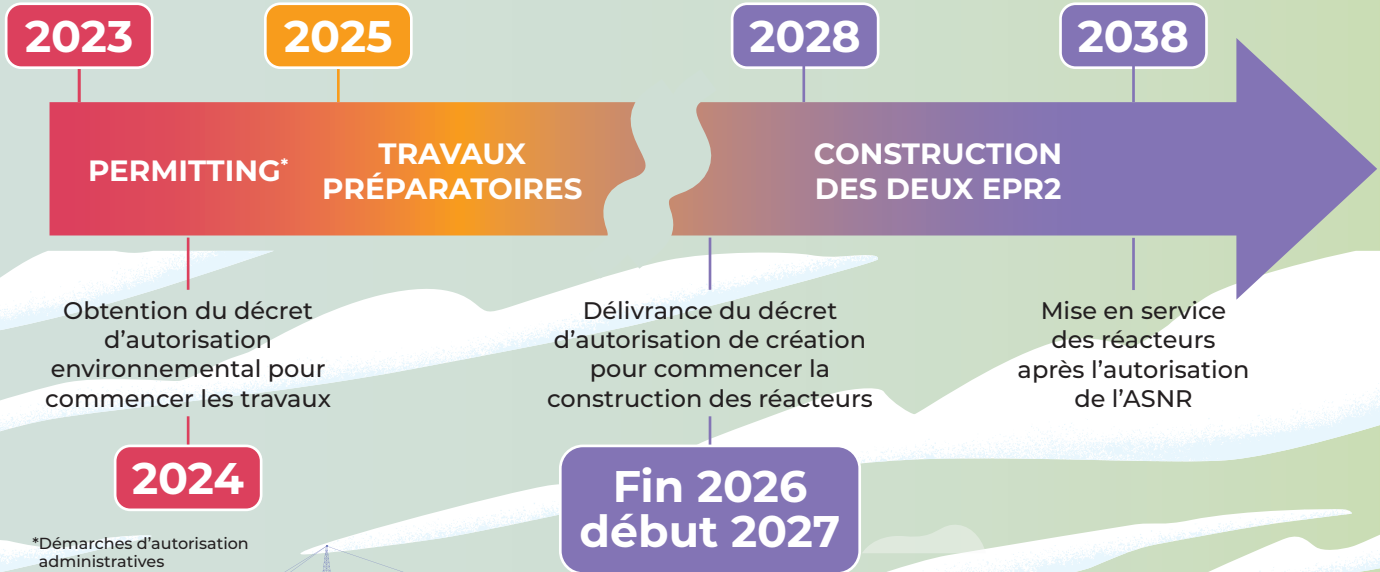 2023
2025
2028
2038
PERMITTING*
TRAVAUX
PRÉPARATOIRES
CONSTRUCTION
DES DEUX EPR2
Obtention du décret
d’autorisation
environnemental pour
commencer les travaux
2024
Délivrance du décret
d’autorisation de création
pour commencer la
construction des réacteurs
Fin 2026
début 2027
Mise en service
des réacteurs
après l’autorisation
de l’ASNR
*Démarches d’autorisation
administratives